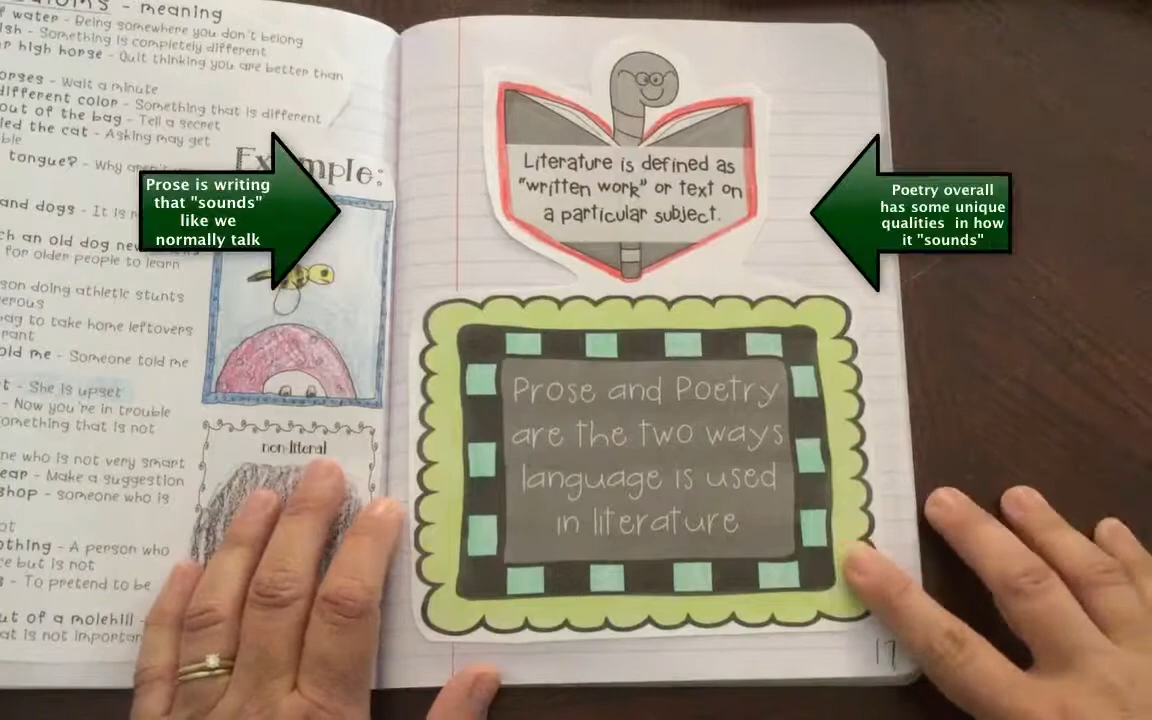 - meaning
water - Being somewhere you don't belong
- Something is completely different
high horse - Quit thinking you are better than
- Wait a minute
different color - Something that is different
out of the bag - Tell a secret
the cat - Asking may get
tongue? - Why
and dogs - It is
an old dog
for older people to learn
doing athletic stunts
to take home leftovers
told me - Someone told me
- She is upset
- Now you're in trouble
something that is not
who is not very smart
- Make a suggestion
- someone who is
- A person who
but is not
- To pretend to be
out of a molehill -
that is not
Example:
non-literal
Prose is writing
that "sounds"
like we
normally talk
Literature is defined as
"written work" or text on
a particular subject.
Poetry overall
has some unique
qualities in how
it "sounds"
Prose and Poetry
are the two ways
language is used
in literature
17